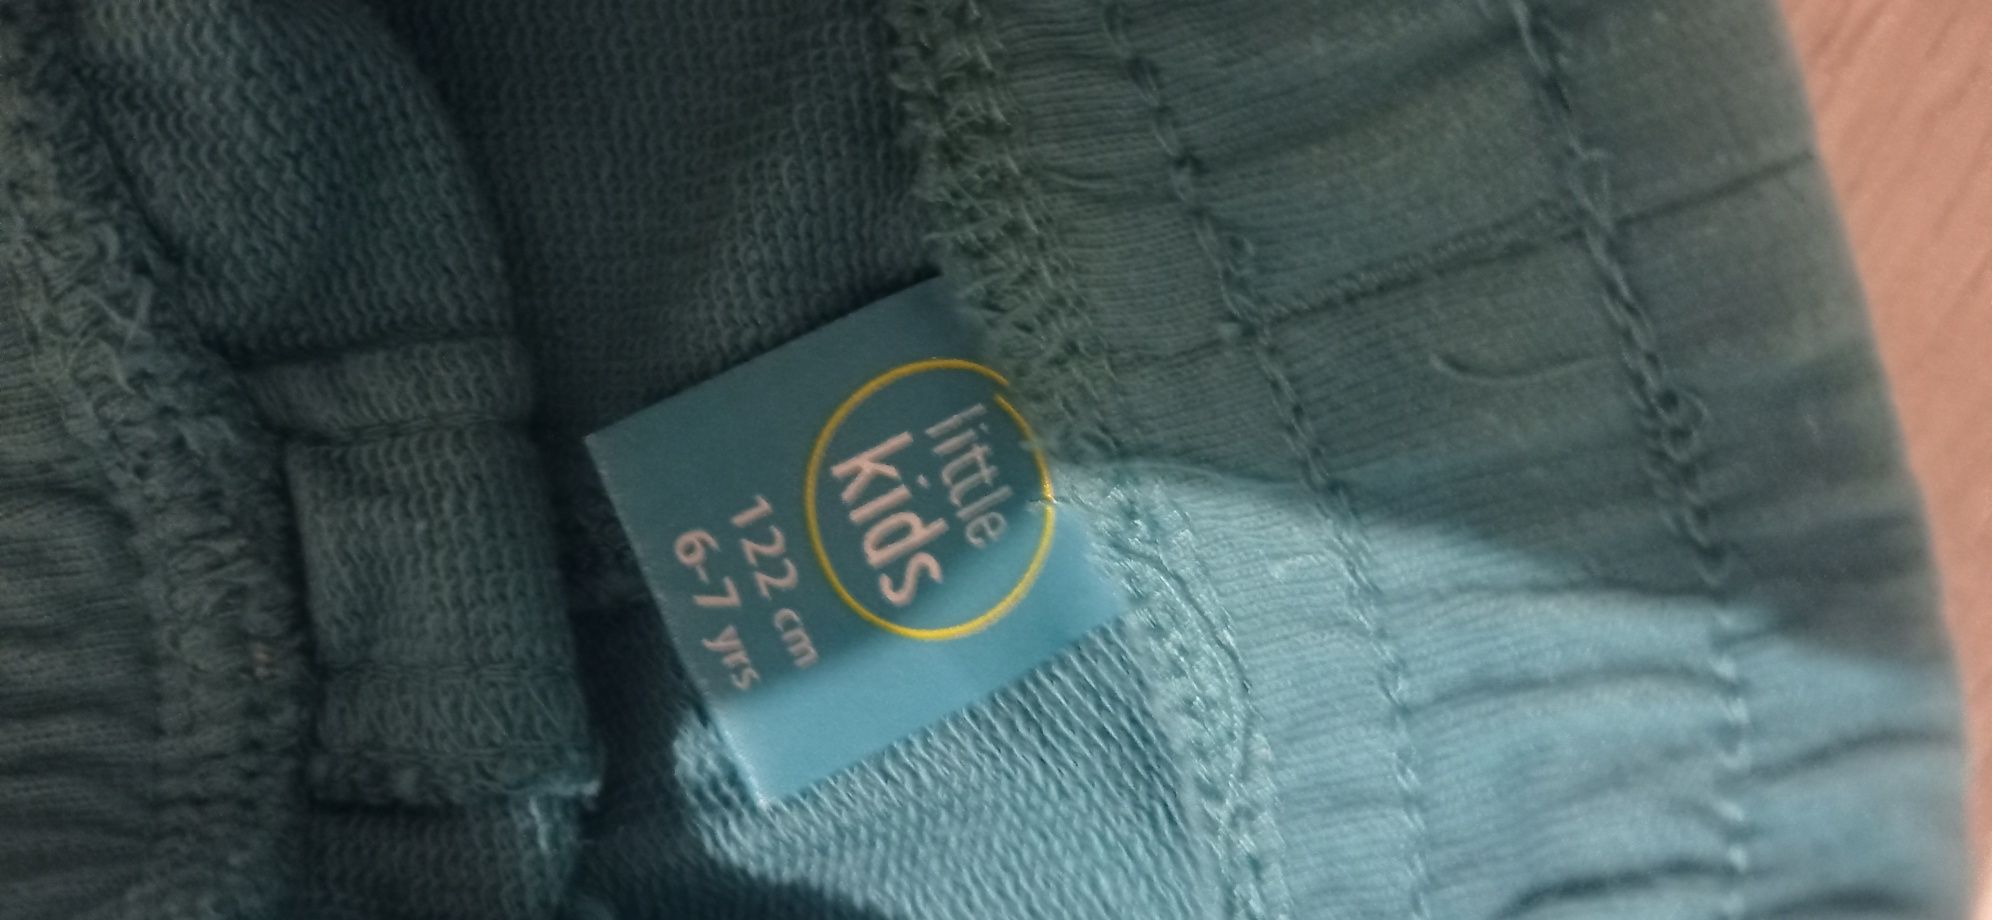 little
kids
122 cm
6-7 yrs